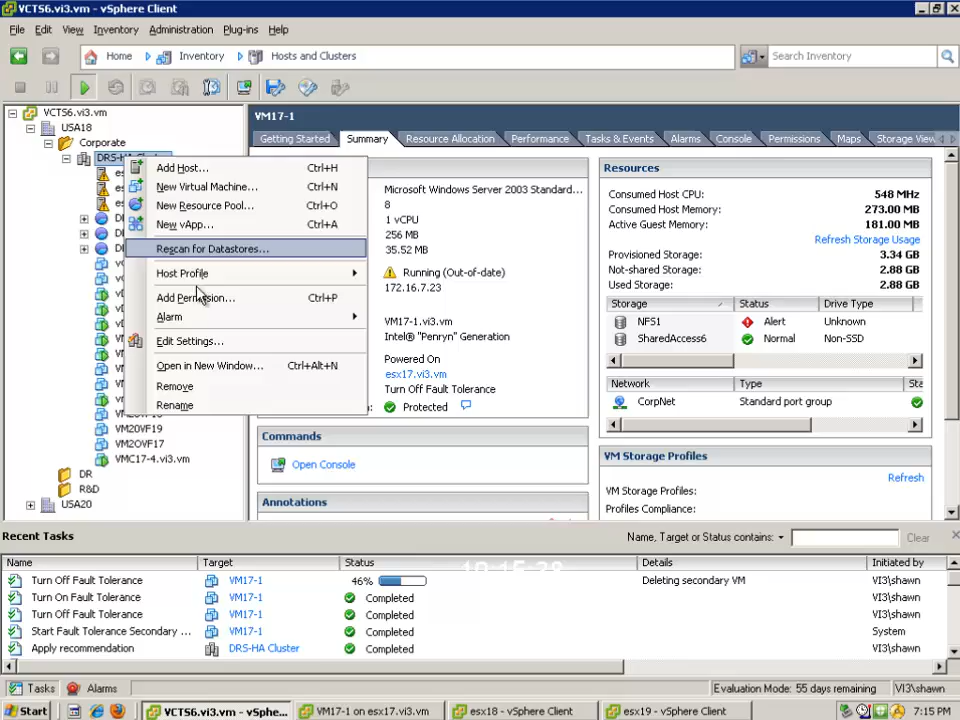 VCTS6.vi3.vm - vSphere Client
File Edit View Inventory Administration Plug-ins Help
Home Inventory Hosts and Clusters Search Inventory
VCTS6.vi3.vm
USA18
Corporate
DRS-HA
Add Host... Ctrl+H
New Virtual Machine... Ctrl+N
New Resource Pool... Ctrl+O
New vApp... Ctrl+A
Rescan for Datastores...
Host Profile
Add Permission... Ctrl+P
Alarm
Edit Settings...
Open in New Window... Ctrl+Alt+N
Remove
Rename
VM20VF19
VM2OVF17
VMC17-4.vi3.vm
DR
R&D
USA20
VM17-1
Getting Started Summary Resource Allocation Performance Tasks & Events Alarms Console Permissions Maps Storage View
Microsoft Windows Server 2003 Standard...
8
1 vCPU
256 MB
35.52 MB
Running (Out-of-date)
172.16.7.23
VM17-1.vi3.vm
Intel® "Penryn" Generation
Powered On
esx17.vi3.vm
Turn Off Fault Tolerance
Protected
Commands
Open Console
Annotations
Resources
Consumed Host CPU: 548 MHz
Consumed Host Memory: 273.00 MB
Active Guest Memory: 181.00 MB
Refresh Storage Usage
Provisioned Storage: 3.34 GB
Not-shared Storage: 2.88 GB
Used Storage: 2.88 GB
Storage Status Drive Type
NFS1 Alert Unknown
SharedAccess6 Normal Non-SSD
Network Type Sta
CorpNet Standard port group
VM Storage Profiles
Refresh
VM Storage Profiles:
Profiles Compliance:
Recent Tasks Name, Target or Status contains: Clear
Name Target Status Details Initiated by
Turn Off Fault Tolerance VM17-1 46% Deleting secondary VM VI3\shawn
Turn On Fault Tolerance VM17-1 Completed VI3\shawn
Turn Off Fault Tolerance VM17-1 Completed VI3\shawn
Start Fault Tolerance Secondary ... VM17-1 Completed System
Apply recommendation DRS-HA Cluster Completed VI3\shawn
Tasks Alarms Evaluation Mode: 55 days remaining VI3\shawn
Start VCTS6.vi3.vm - vSphe... VM17-1 on esx17.vi3.vm esx18 - vSphere Client esx19 - vSphere Client 7:15 PM